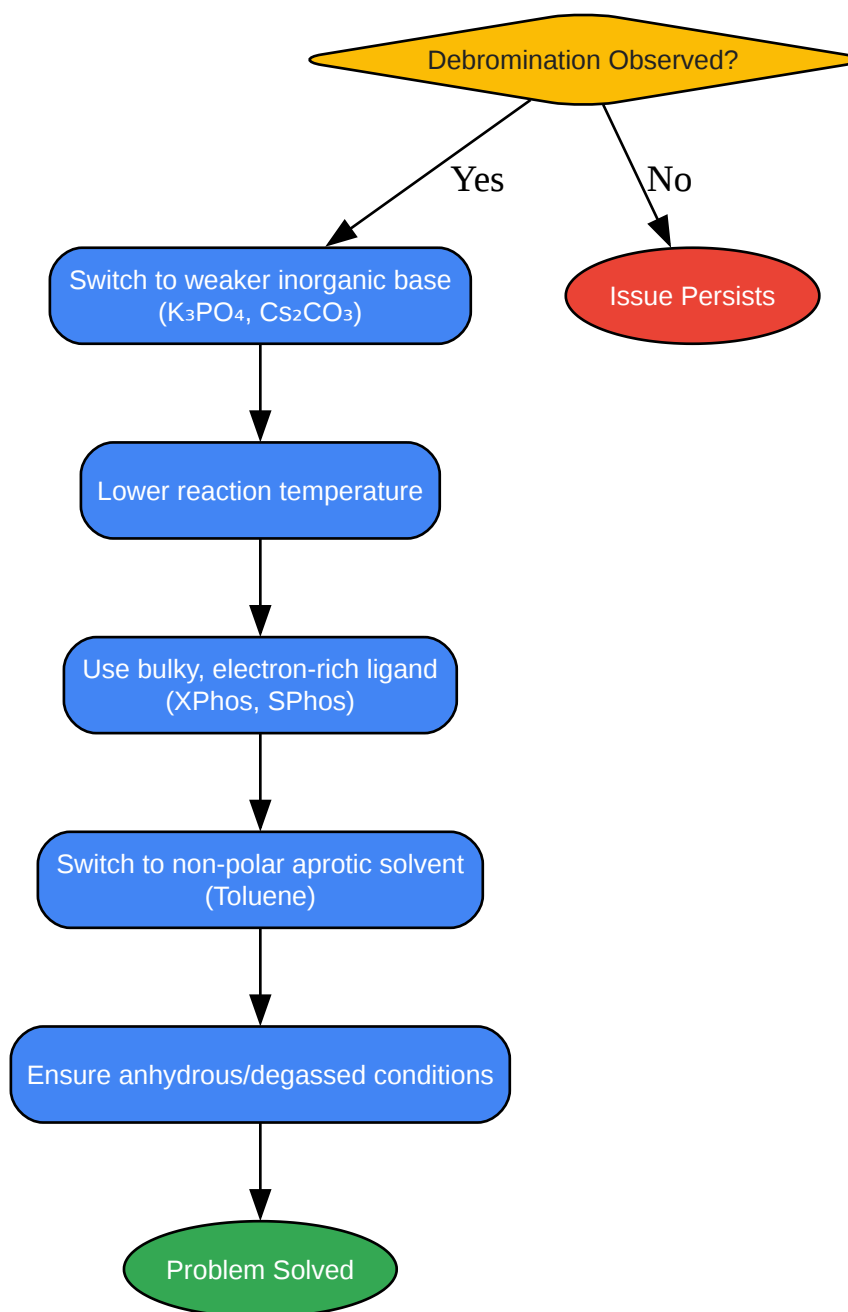 Debromination Observed?
Yes
No
Switch to weaker inorganic base
(K₃PO₄, Cs₂CO₃)
Issue Persists
Lower reaction temperature
Use bulky, electron-rich ligand
(XPhos, SPhos)
Switch to non-polar aprotic solvent
(Toluene)
Ensure anhydrous/degassed conditions
Problem Solved